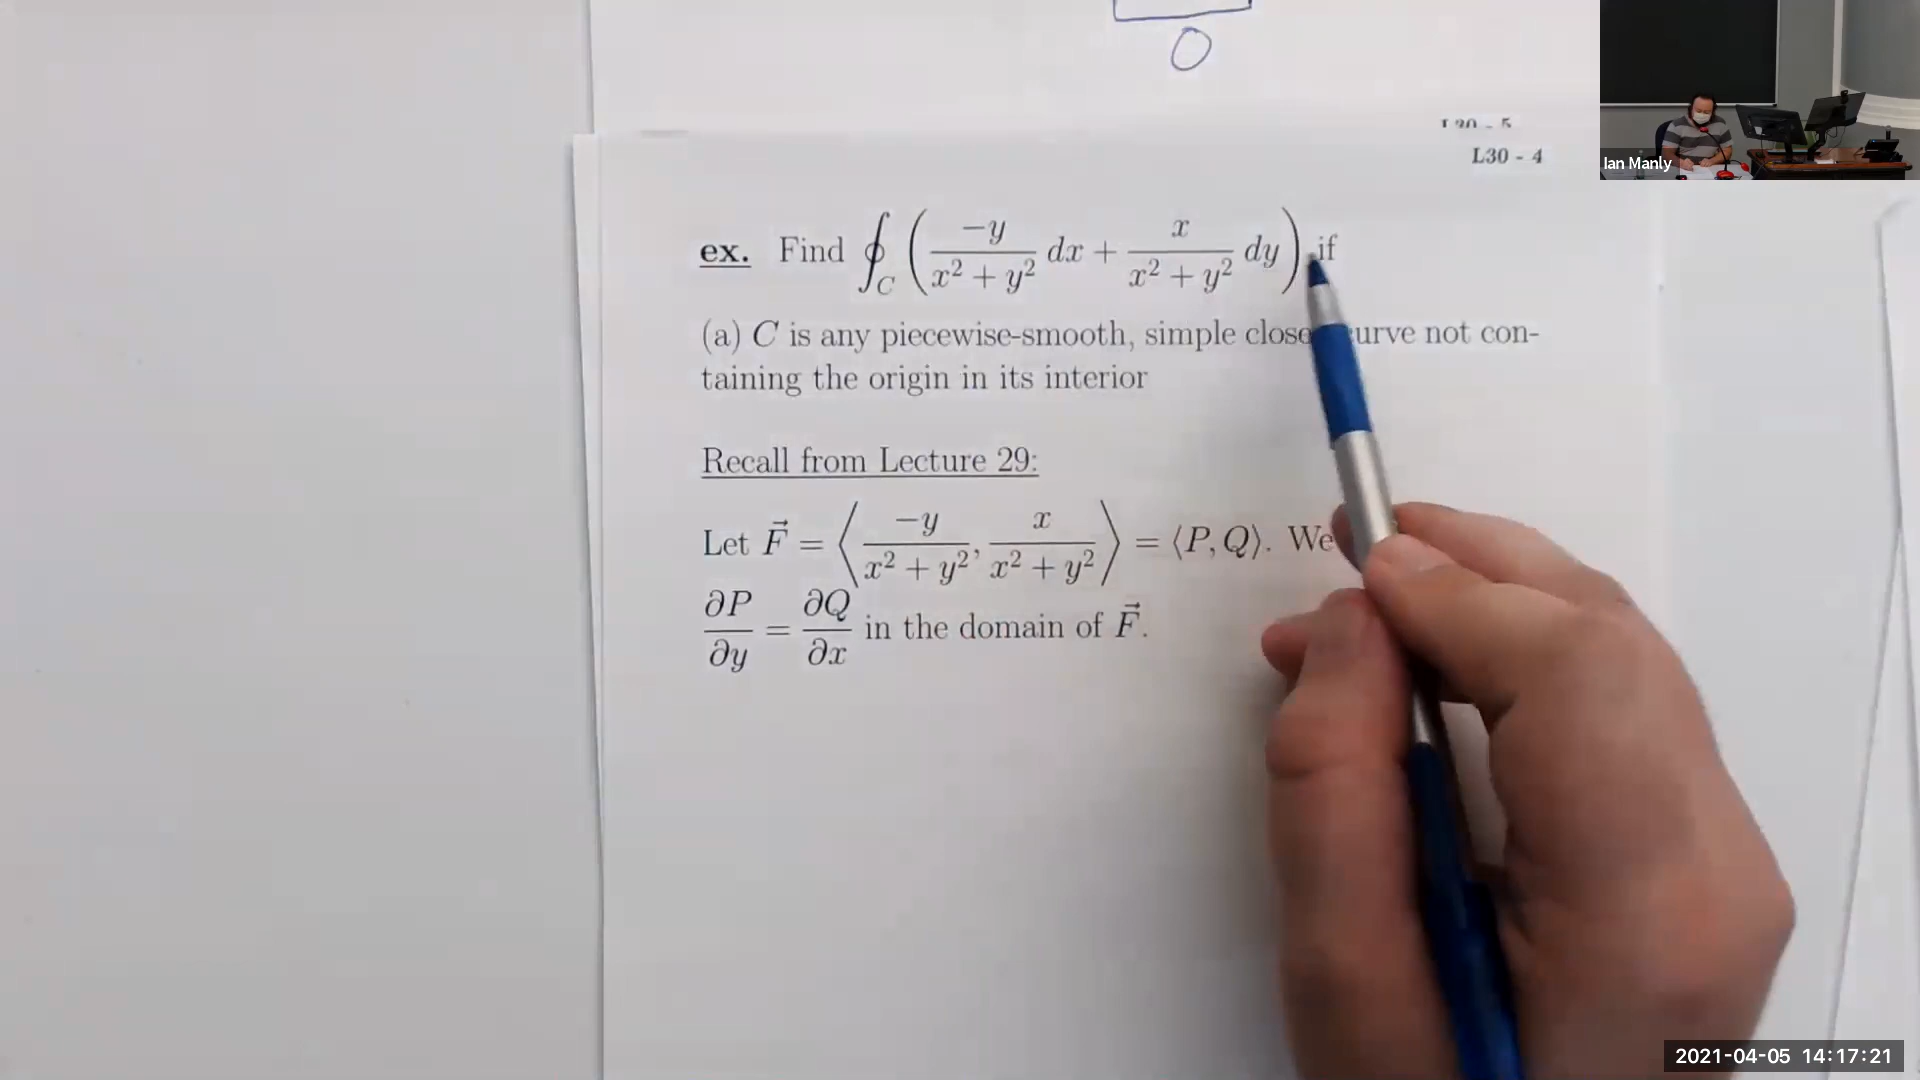 0
L30 - 5
L30 - 4
ex. Find ∮_C ( -y/(x² + y²) dx + x/(x² + y²) dy ) if
(a) C is any piecewise-smooth, simple close urve not con-
taining the origin in its interior
Recall from Lecture 29:
Let F⃗ = ⟨ -y/(x² + y²), x/(x² + y²) ⟩ = ⟨P, Q⟩. We
∂P/∂y = ∂Q/∂x in the domain of F⃗.
Ian Manly
2021-04-05 14:17:21